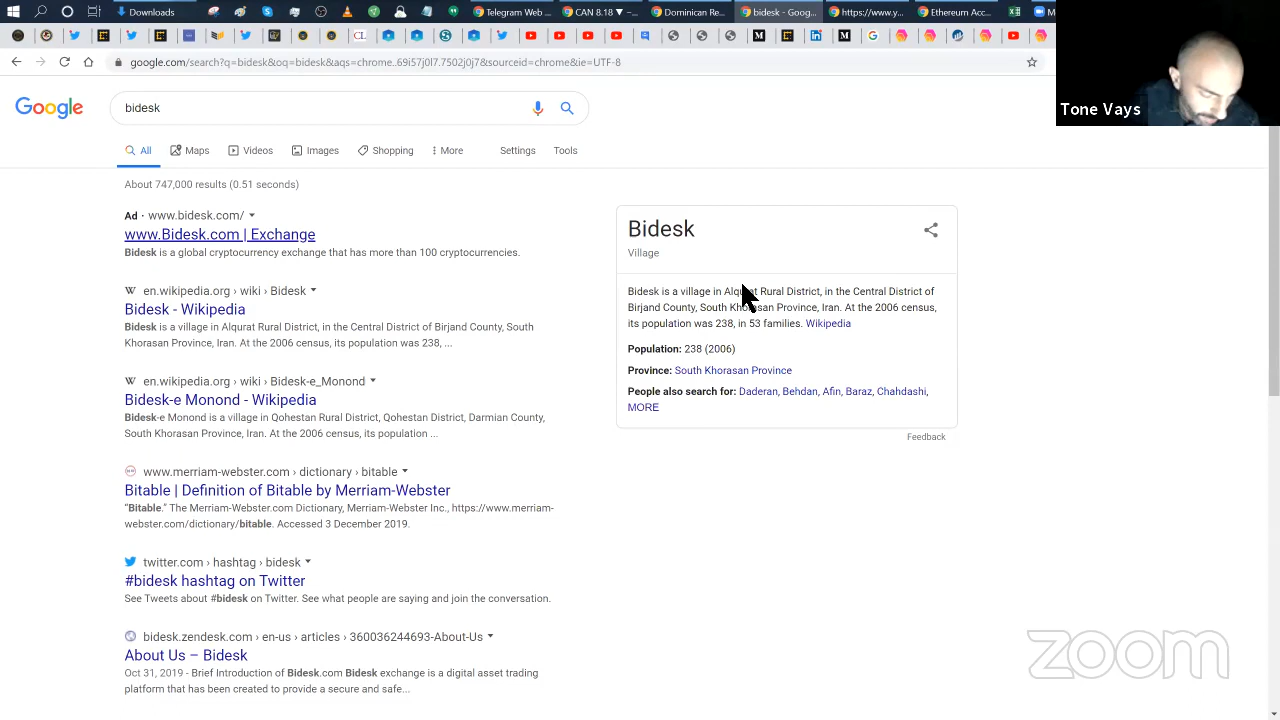 Downloads
Telegram Web ...
CAN 8.18 ▼ –...
Dominican Re...
bidesk - Goog...
https://www.y...
Ethereum Acc...
google.com/search?q=bidesk&oq=bidesk&aqs=chrome..69i57j0l7.7502j0j7&sourceid=chrome&ie=UTF-8
Tone Vays
Google
bidesk
All
Maps
Videos
Images
Shopping
More
Settings
Tools
About 747,000 results (0.51 seconds)
Ad · www.bidesk.com/
www.Bidesk.com | Exchange
Bidesk is a global cryptocurrency exchange that has more than 100 cryptocurrencies.
en.wikipedia.org › wiki › Bidesk
Bidesk - Wikipedia
Bidesk is a village in Alqurat Rural District, in the Central District of Birjand County, South
Khorasan Province, Iran. At the 2006 census, its population was 238, ...
en.wikipedia.org › wiki › Bidesk-e_Monond
Bidesk-e Monond - Wikipedia
Bidesk-e Monond is a village in Qohestan Rural District, Qohestan District, Darmian County,
South Khorasan Province, Iran. At the 2006 census, its population ...
www.merriam-webster.com › dictionary › bitable
Bitable | Definition of Bitable by Merriam-Webster
“Bitable.” The Merriam-Webster.com Dictionary, Merriam-Webster Inc., https://www.merriam-
webster.com/dictionary/bitable. Accessed 3 December 2019.
twitter.com › hashtag › bidesk
#bidesk hashtag on Twitter
See Tweets about #bidesk on Twitter. See what people are saying and join the conversation.
bidesk.zendesk.com › en-us › articles › 360036244693-About-Us
About Us – Bidesk
Oct 31, 2019 - Brief Introduction of Bidesk.com Bidesk exchange is a digital asset trading
platform that has been created to provide a secure and safe...
Bidesk
Village
Bidesk is a village in Alqurat Rural District, in the Central District of
Birjand County, South Khorasan Province, Iran. At the 2006 census,
its population was 238, in 53 families. Wikipedia
Population: 238 (2006)
Province: South Khorasan Province
People also search for: Daderan, Behdan, Afin, Baraz, Chahdashi,
MORE
Feedback
zoom